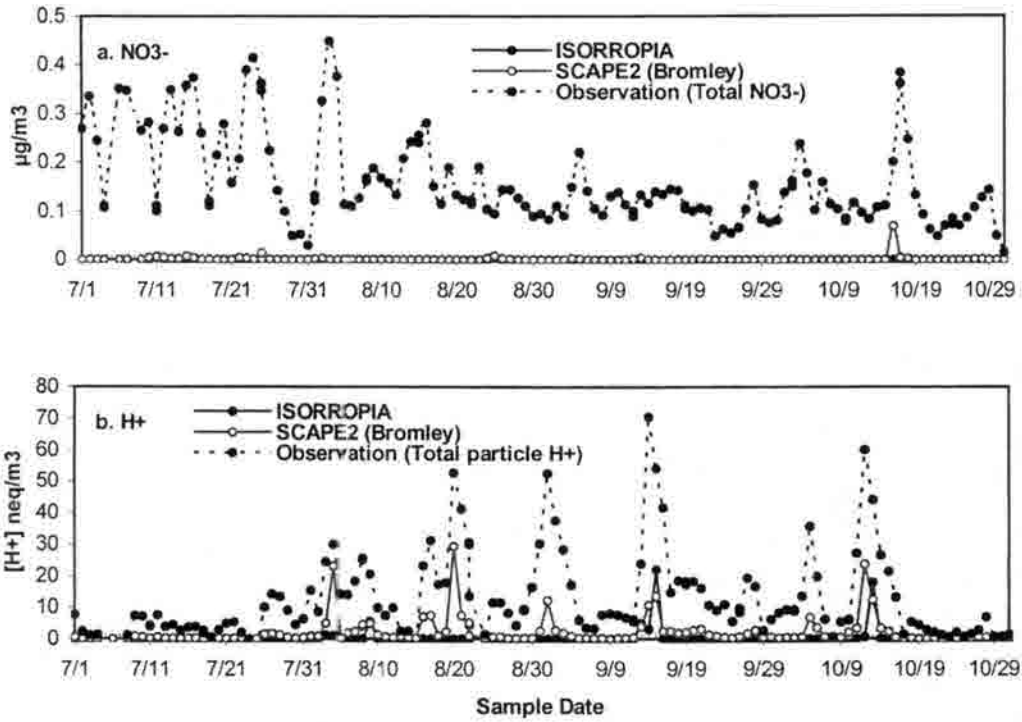 0.5
0.4
0.3
0.2
0.1
0
µg/m3
a. NO3-
ISORROPIA
SCAPE2 (Bromley)
Observation (Total NO3-)
7/1 7/11 7/21 7/31 8/10 8/20 8/30 9/9 9/19 9/29 10/9 10/19 10/29
80
70
60
50
40
30
20
10
0
[H+] neq/m3
b. H+
ISORROPIA
SCAPE2 (Bromley)
Observation (Total particle H+)
7/1 7/11 7/21 7/31 8/10 8/20 8/30 9/9 9/19 9/29 10/9 10/19 10/29
Sample Date